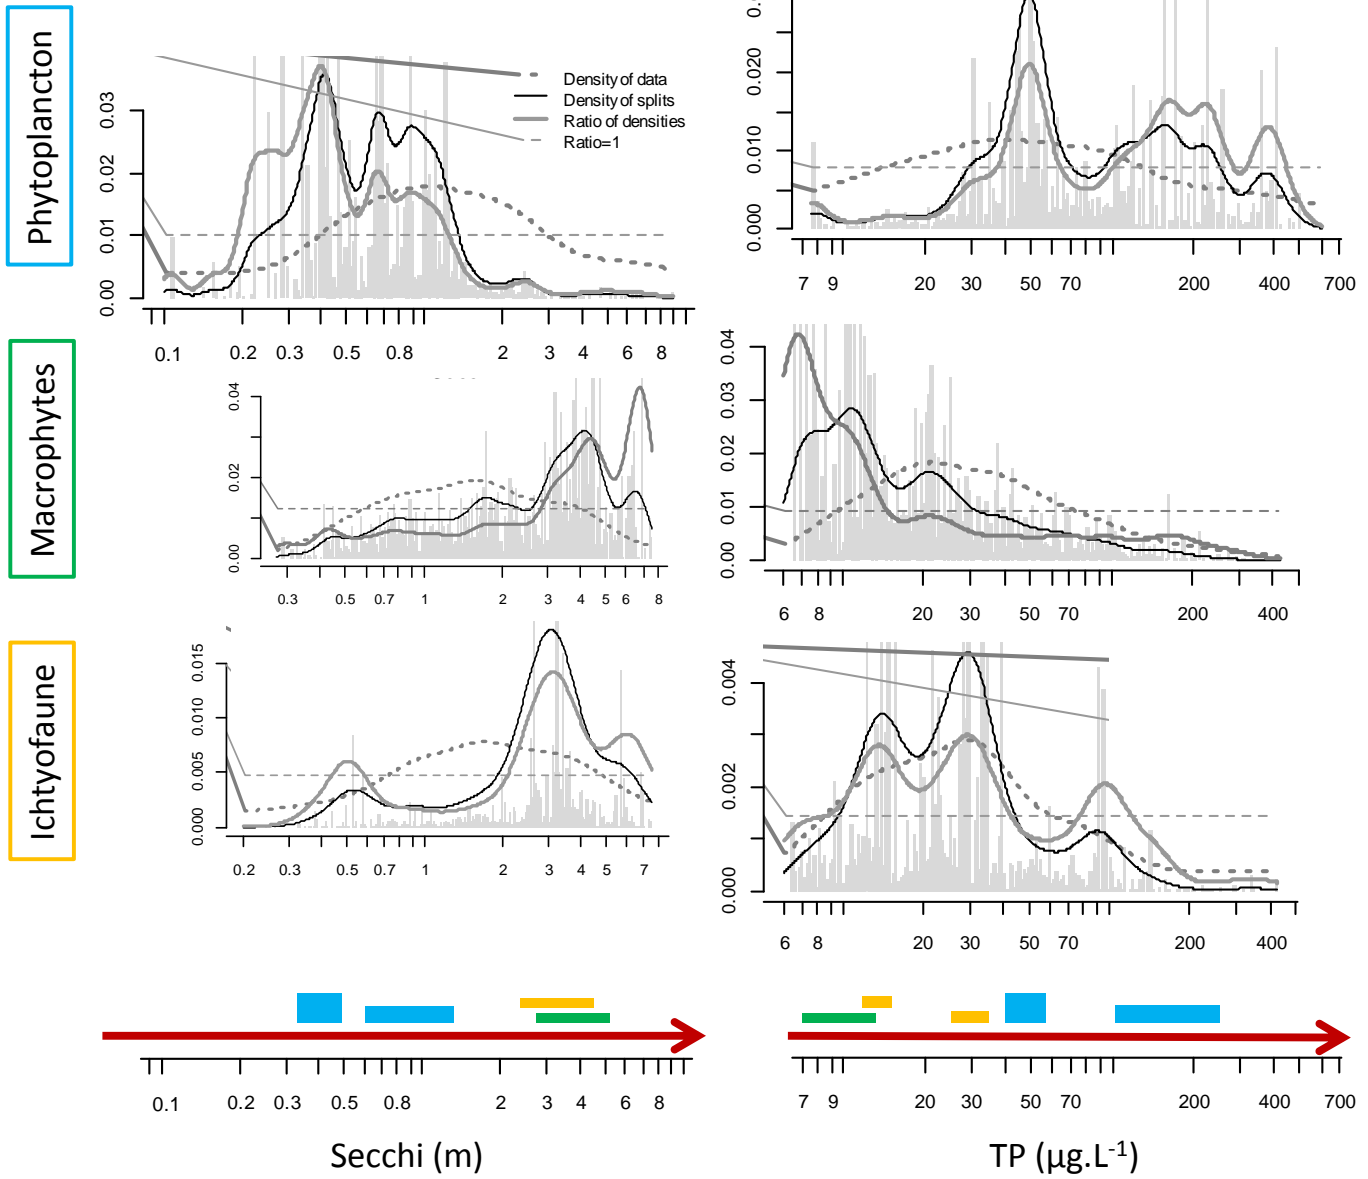 Phytoplancton
0.00 0.01 0.02 0.03
Density of data
Density of splits
Ratio of densities
Ratio=1
0.1 0.2 0.3 0.5 0.8 2 3 4 6 8
0.000 0.010 0.020
7 9 20 30 50 70 200 400 700
Macrophytes
0.00 0.02 0.04
0.3 0.5 0.7 1 2 3 4 5 6 8
0.00 0.01 0.02 0.03 0.04
6 8 20 30 50 70 200 400
Ichtyofaune
0.000 0.005 0.010 0.015
0.2 0.3 0.5 0.7 1 2 3 4 5 7
0.000 0.002 0.004
6 8 20 30 50 70 200 400
0.1 0.2 0.3 0.5 0.8 2 3 4 6 8
Secchi (m)
7 9 20 30 50 70 200 400 700
TP (µg.L⁻¹)